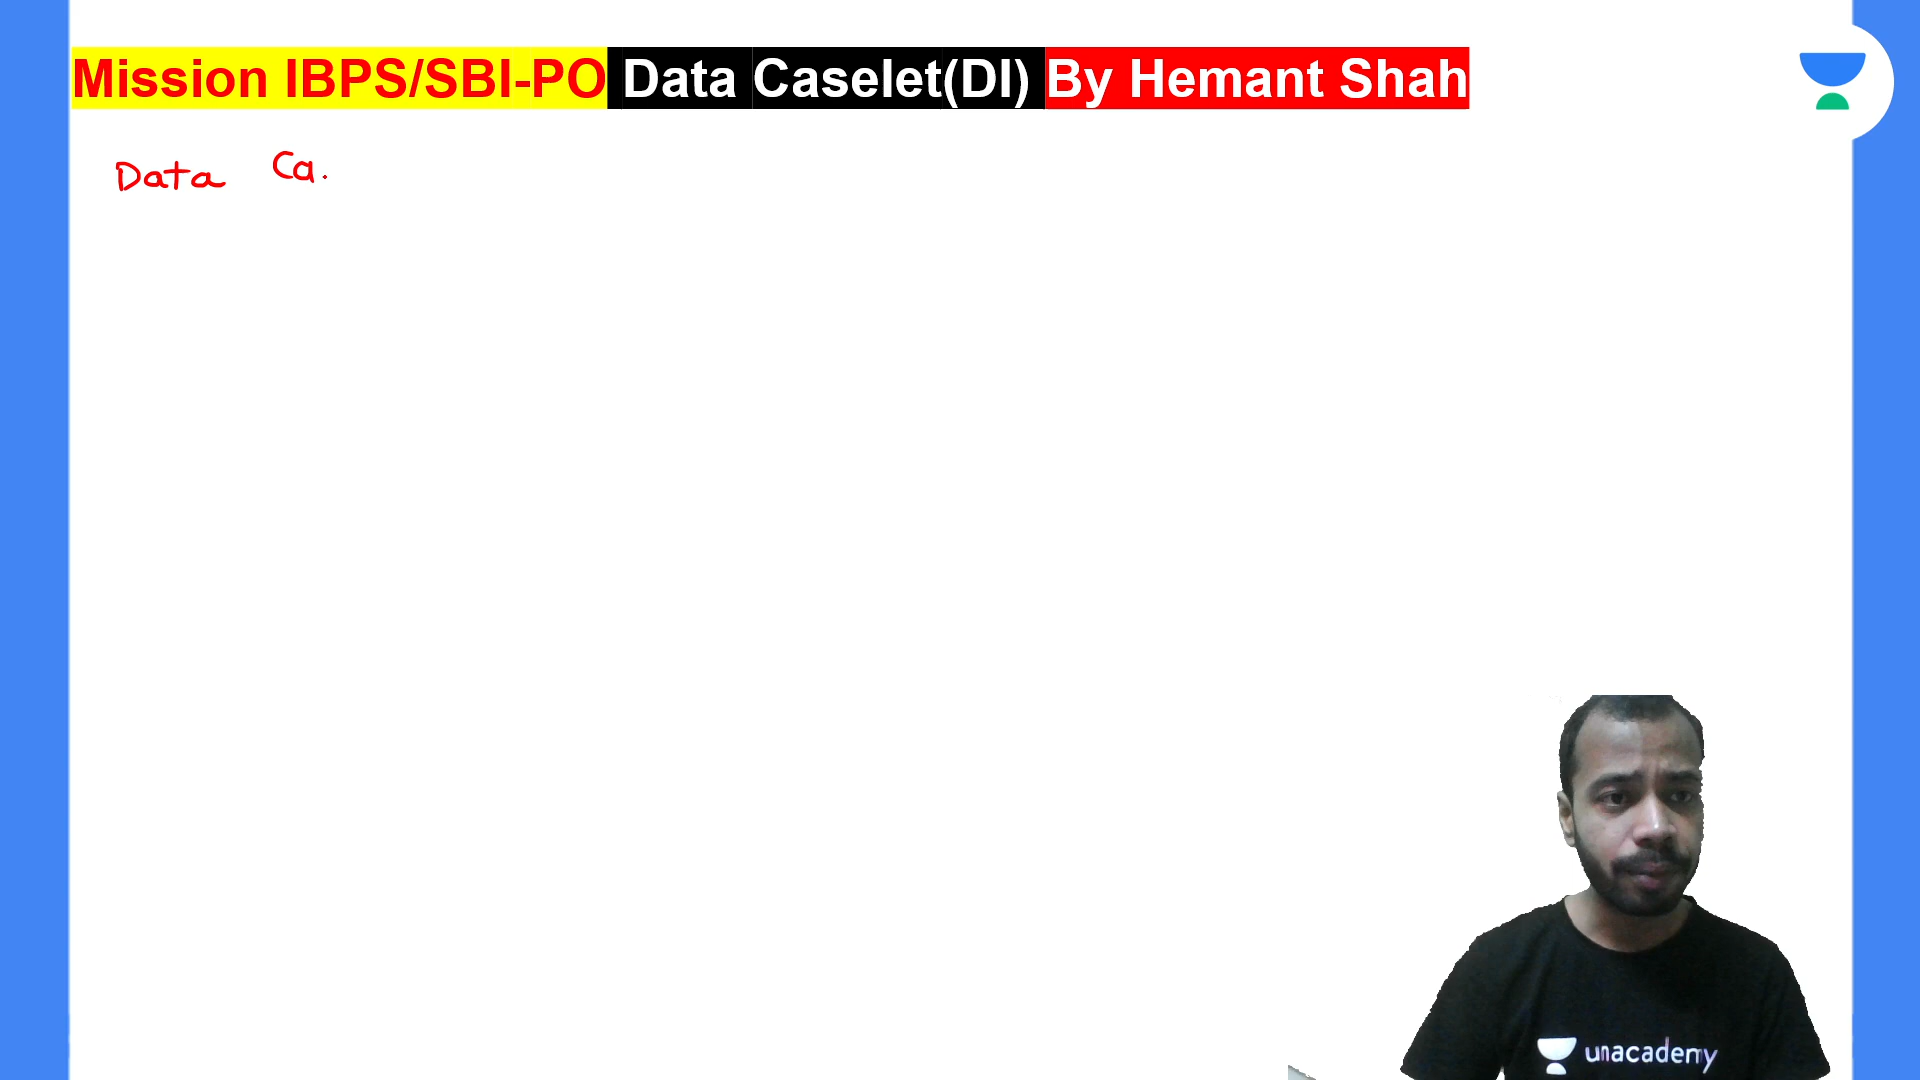 Mission IBPS/SBI-PO Data Caselet(DI) By Hemant Shah
Data Ca.
unacademy